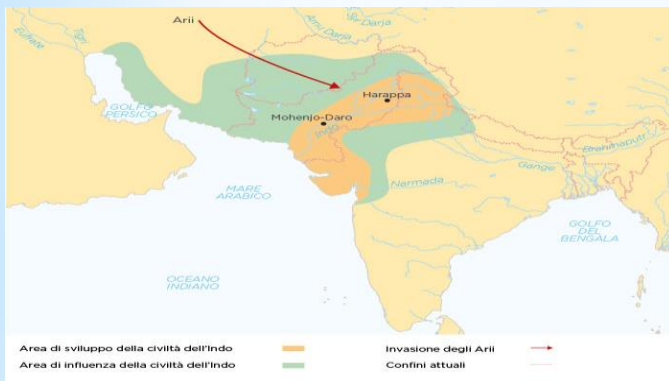 Arii
Eufrate
Tigri
Amu Darja
Syr Darja
Harappa
GOLFO
PERSICO
Mohenjo-Daro
Indo
Brahmaputra
Gange
Narmada
MARE
ARABICO
GOLFO
DEL
BENGALA
OCEANO
INDIANO
Area di sviluppo della civiltà dell'Indo
Invasione degli Arii
Area di influenza della civiltà dell'Indo
Confini attuali